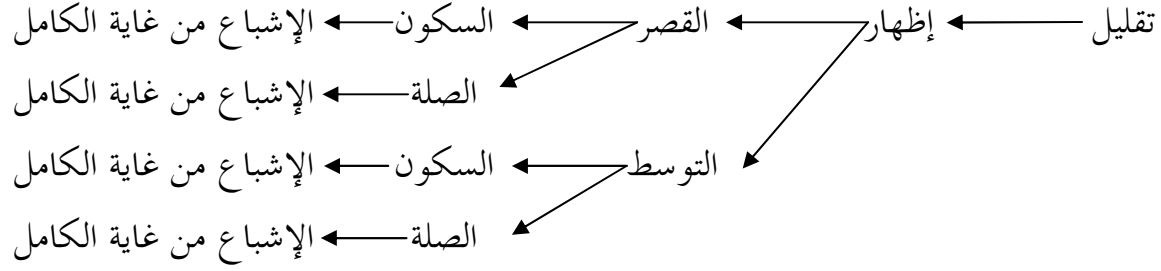 تقليل إظهار القصر السكون الإشباع من غاية الكامل
الصلة الإشباع من غاية الكامل
التوسط السكون الإشباع من غاية الكامل
الصلة الإشباع من غاية الكامل